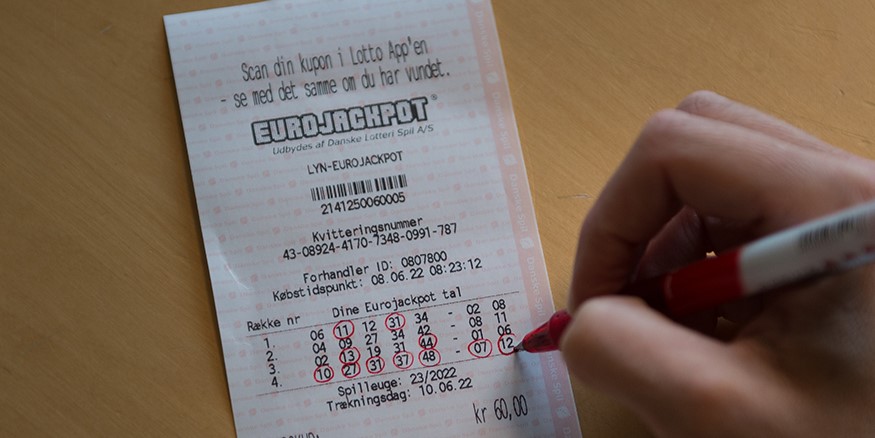 Scan din kupon i Lotto App'en
- se med det samme om du har vundet.
EUROJACKPOT®
Udbydes af Danske Lotteri Spil A/S
LYN-EUROJACKPOT
2141250060005
Kvitteringsnummer
43-08924-4170-7348-0991-787
Forhandler ID: 0807800
Købstidspunkt: 08.06.22 08:23:12
Række nr Dine Eurojackpot tal
1. 06 11 12 31 34 - 02 08
2. 04 09 27 34 42 - 08 11
3. 02 13 19 31 44 - 01 06
4. 10 27 31 37 48 - 07 12
Spilleuge: 23/2022
Trækningsdag: 10.06.22
kr 60,00